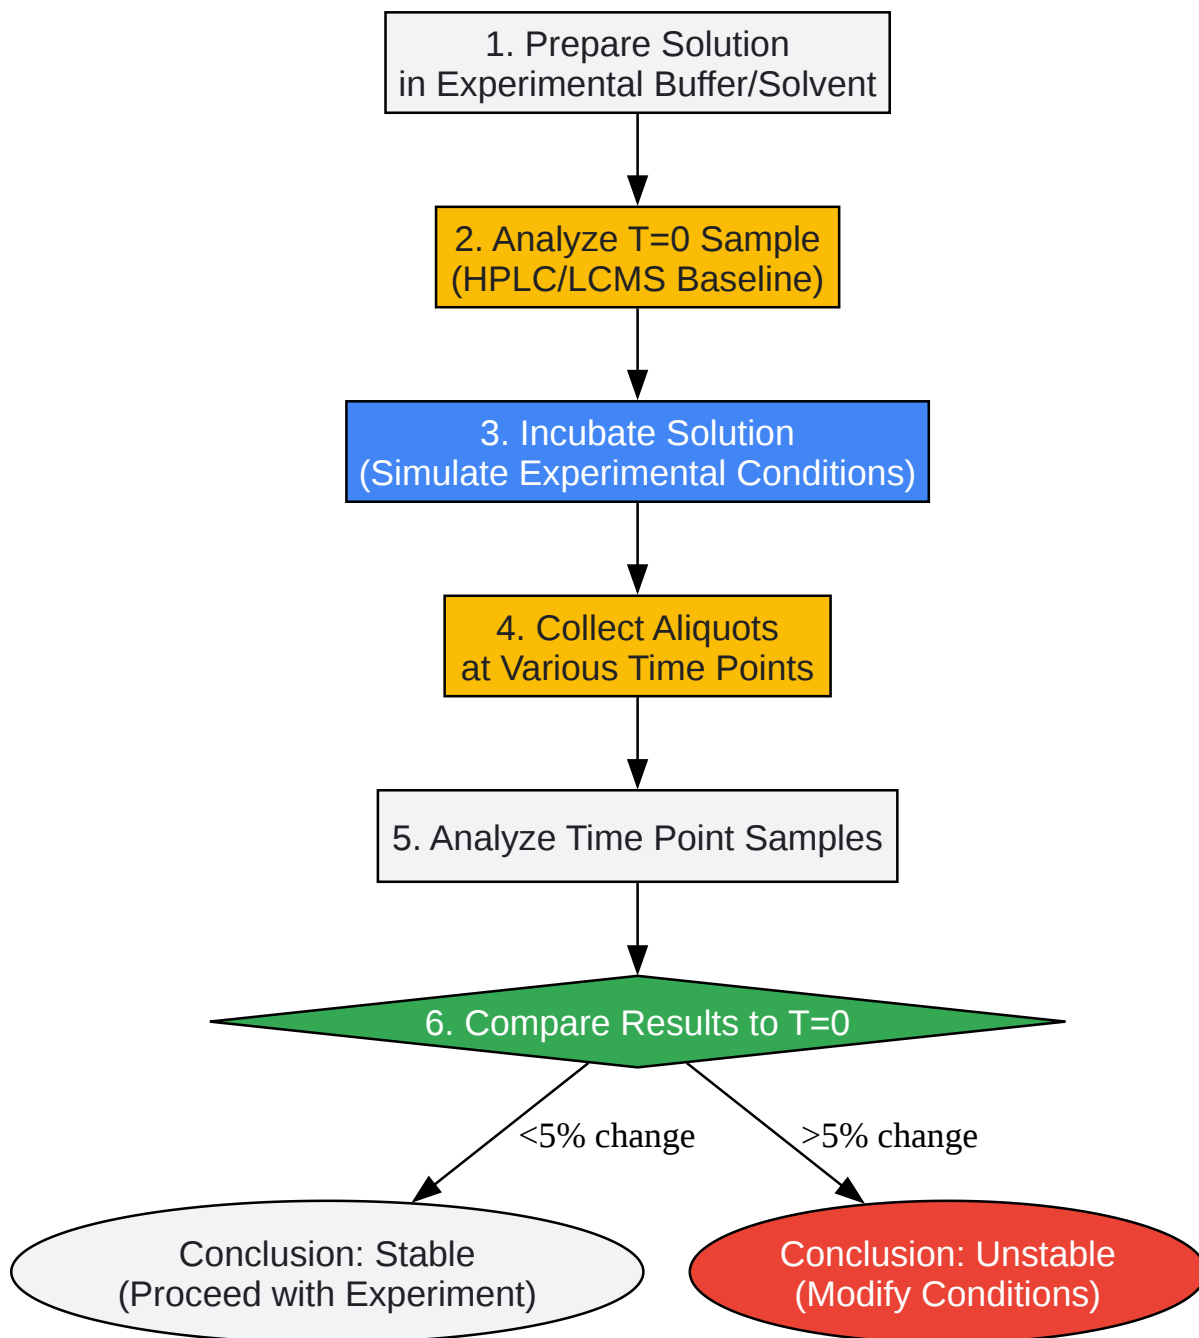 1. Prepare Solution
in Experimental Buffer/Solvent
2. Analyze T=0 Sample
(HPLC/LCMS Baseline)
3. Incubate Solution
(Simulate Experimental Conditions)
4. Collect Aliquots
at Various Time Points
5. Analyze Time Point Samples
6. Compare Results to T=0
<5% change
>5% change
Conclusion: Stable
(Proceed with Experiment)
Conclusion: Unstable
(Modify Conditions)